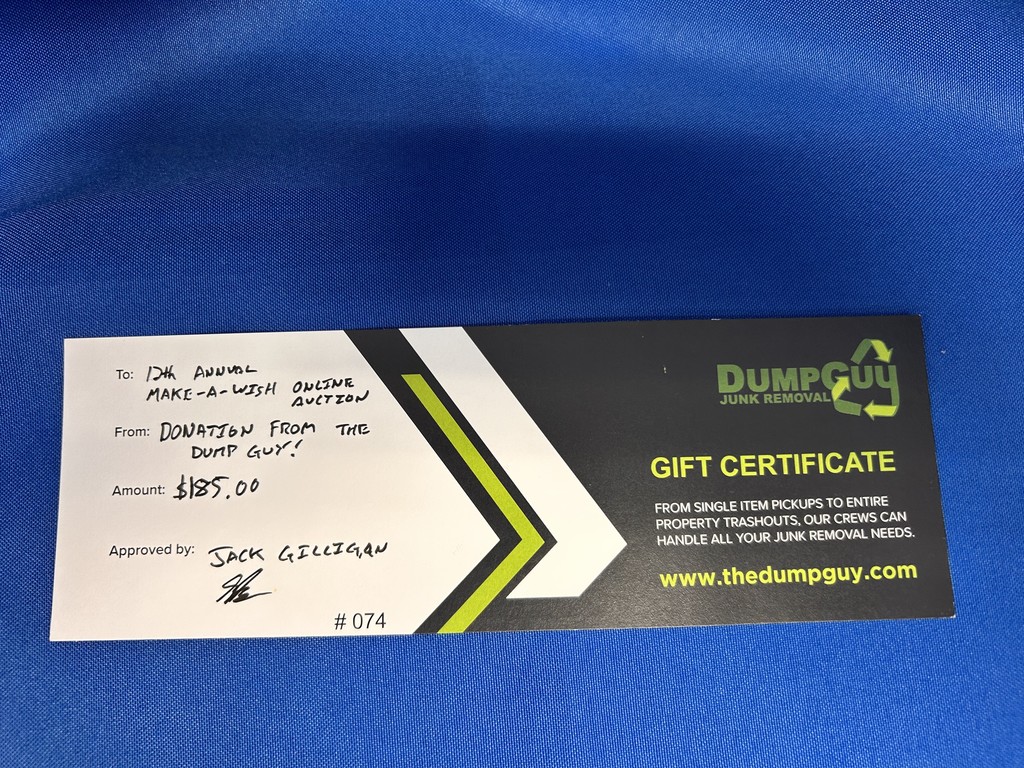 To: 12th ANNUAL
MAKE-A-WISH ONLINE
AUCTION
From: DONATION FROM THE
DUMP GUY!
Amount: $185.00
Approved by: JACK GILLIGAN
# 074
DUMPGUY
JUNK REMOVAL
GIFT CERTIFICATE
FROM SINGLE ITEM PICKUPS TO ENTIRE
PROPERTY TRASHOUTS, OUR CREWS CAN
HANDLE ALL YOUR JUNK REMOVAL NEEDS.
www.thedumpguy.com